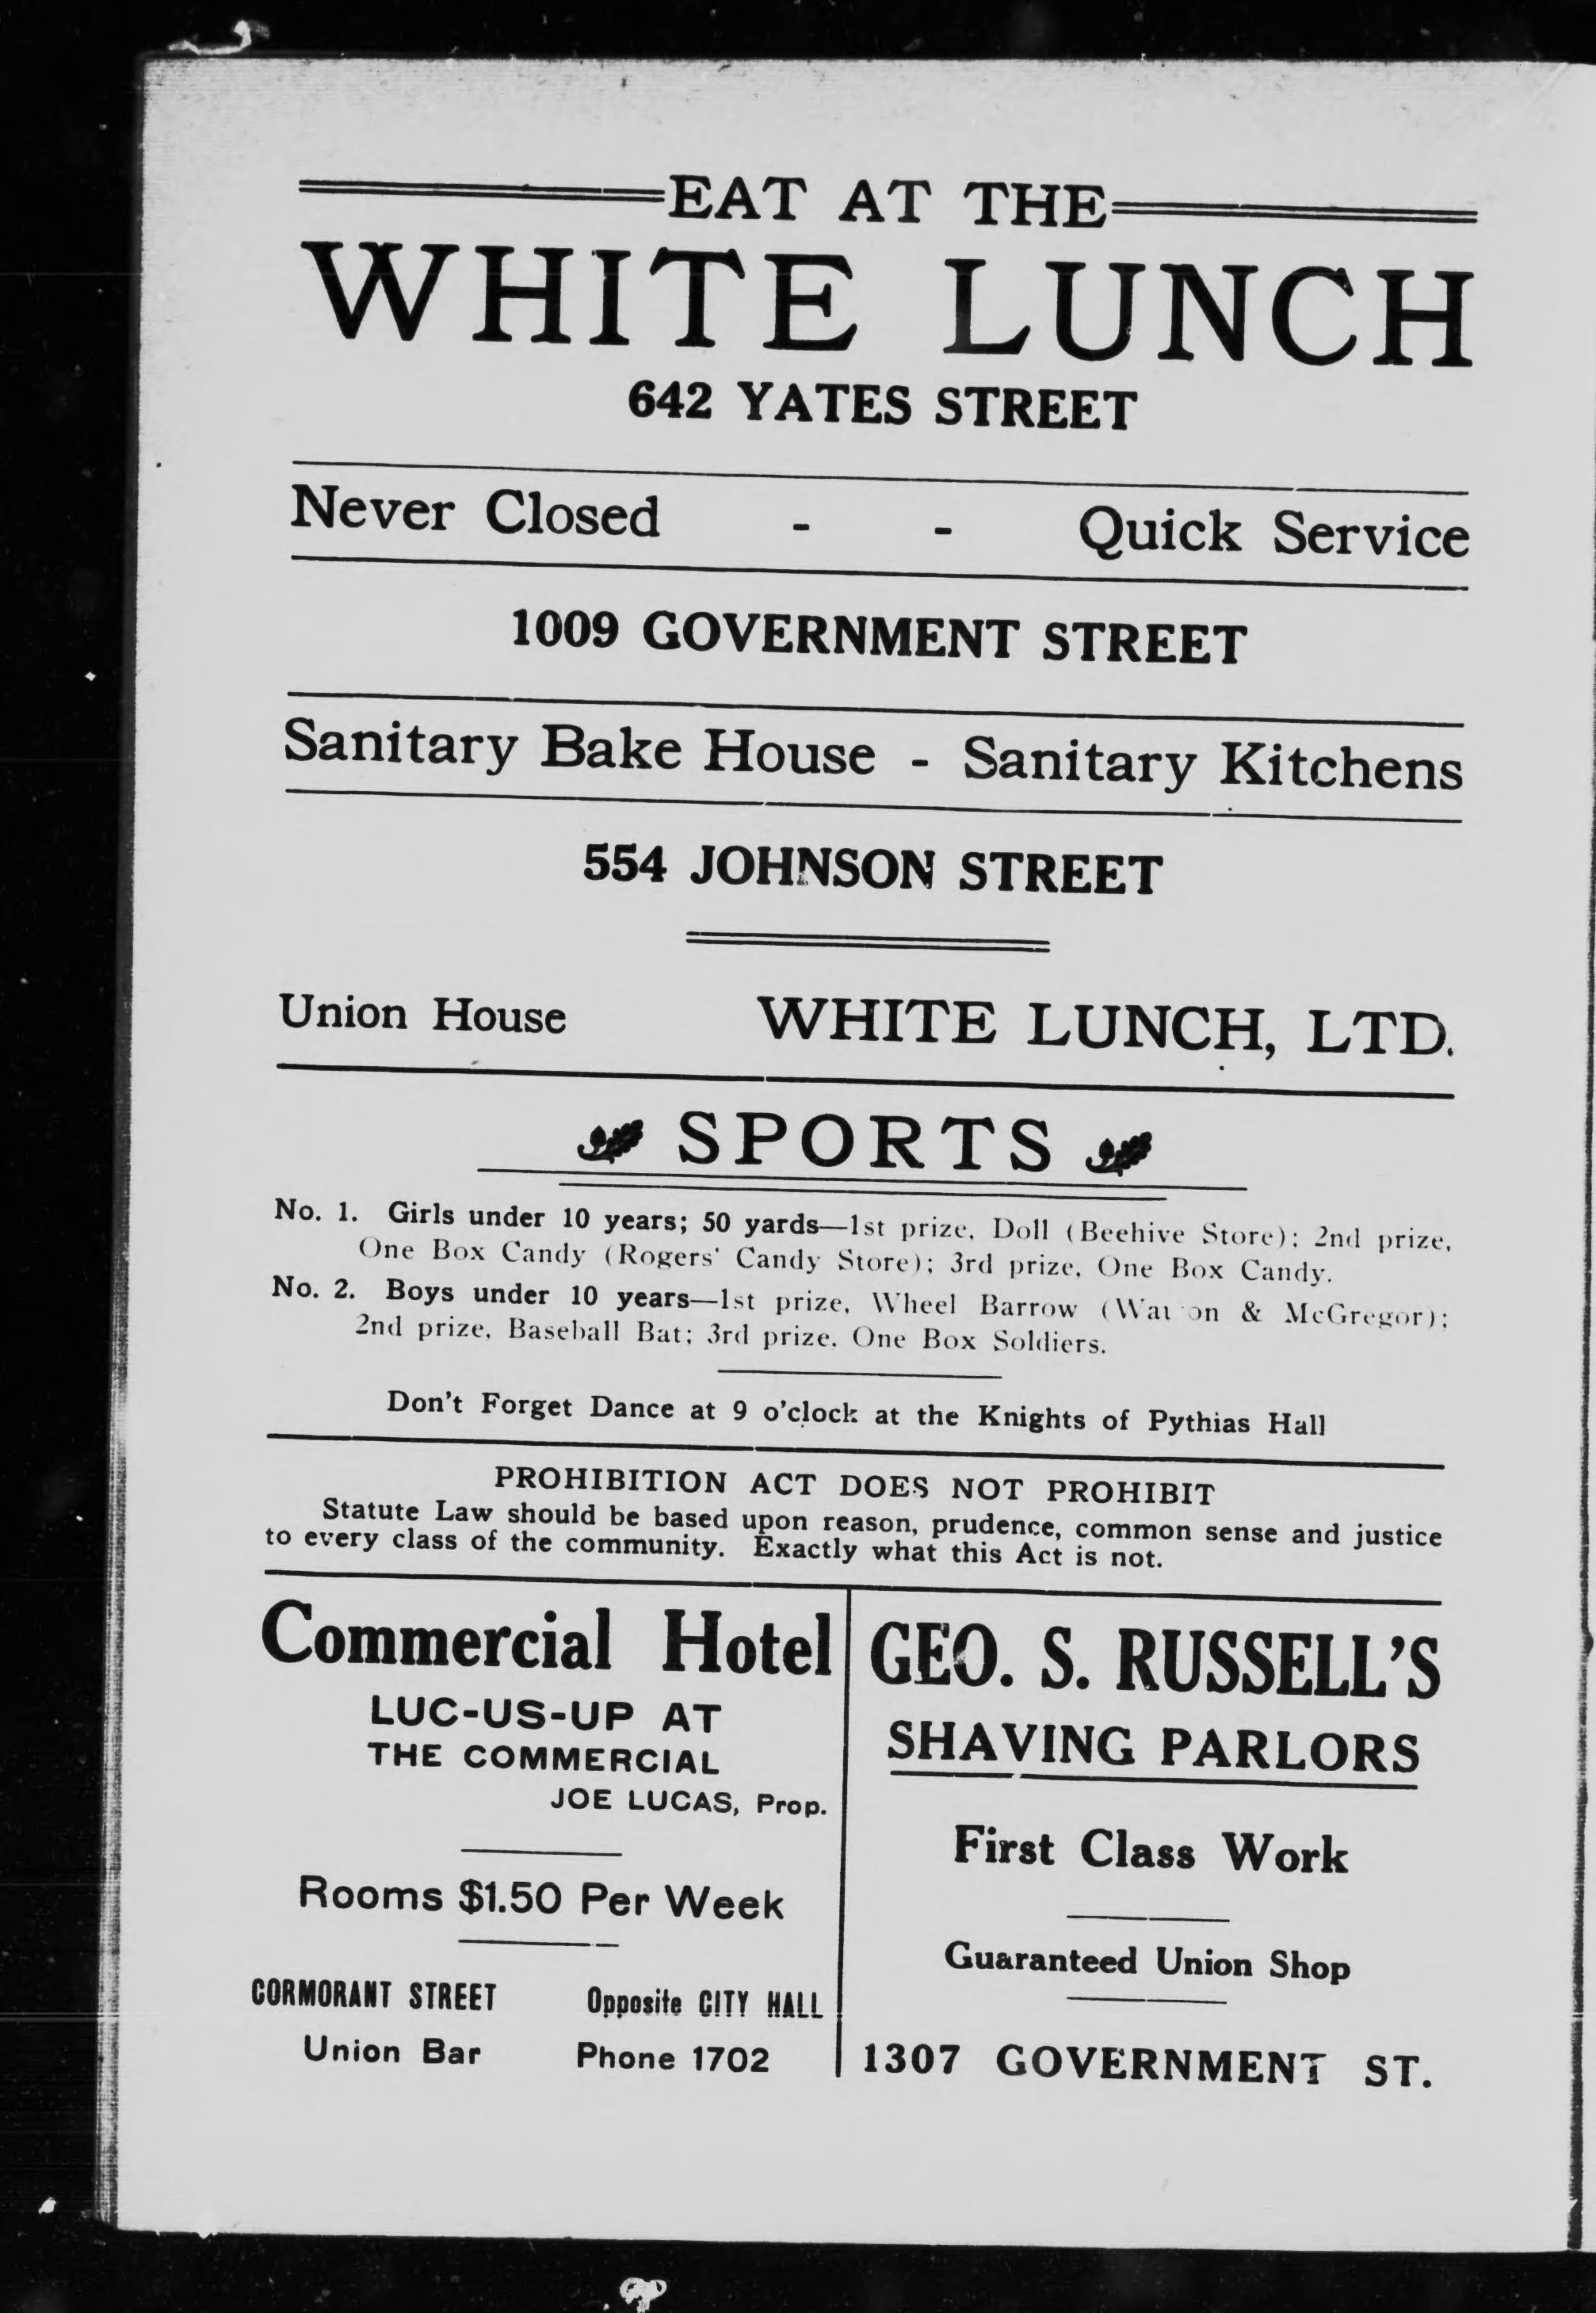 EAT AT THE
WHITE LUNCH
642 YATES STREET
Never Closed - - Quick Service
1009 GOVERNMENT STREET
Sanitary Bake House - Sanitary Kitchens
554 JOHNSON STREET
Union House WHITE LUNCH, LTD.
SPORTS
No. 1. Girls under 10 years; 50 yards—1st prize, Doll (Beehive Store); 2nd prize,
One Box Candy (Rogers' Candy Store); 3rd prize, One Box Candy.
No. 2. Boys under 10 years—1st prize, Wheel Barrow ( & McGregor);
2nd prize, Baseball Bat; 3rd prize, One Box Soldiers.
Don't Forget Dance at 9 o'clock at the Knights of Pythias Hall
PROHIBITION ACT DOES NOT PROHIBIT
Statute Law should be based upon reason, prudence, common sense and justice
to every class of the community. Exactly what this Act is not.
Commercial Hotel
LUC-US-UP AT
THE COMMERCIAL
JOE LUCAS, Prop.
Rooms $1.50 Per Week
CORMORANT STREET Opposite CITY HALL
Union Bar Phone 1702
GEO. S. RUSSELL'S
SHAVING PARLORS
First Class Work
Guaranteed Union Shop
1307 GOVERNMENT ST.